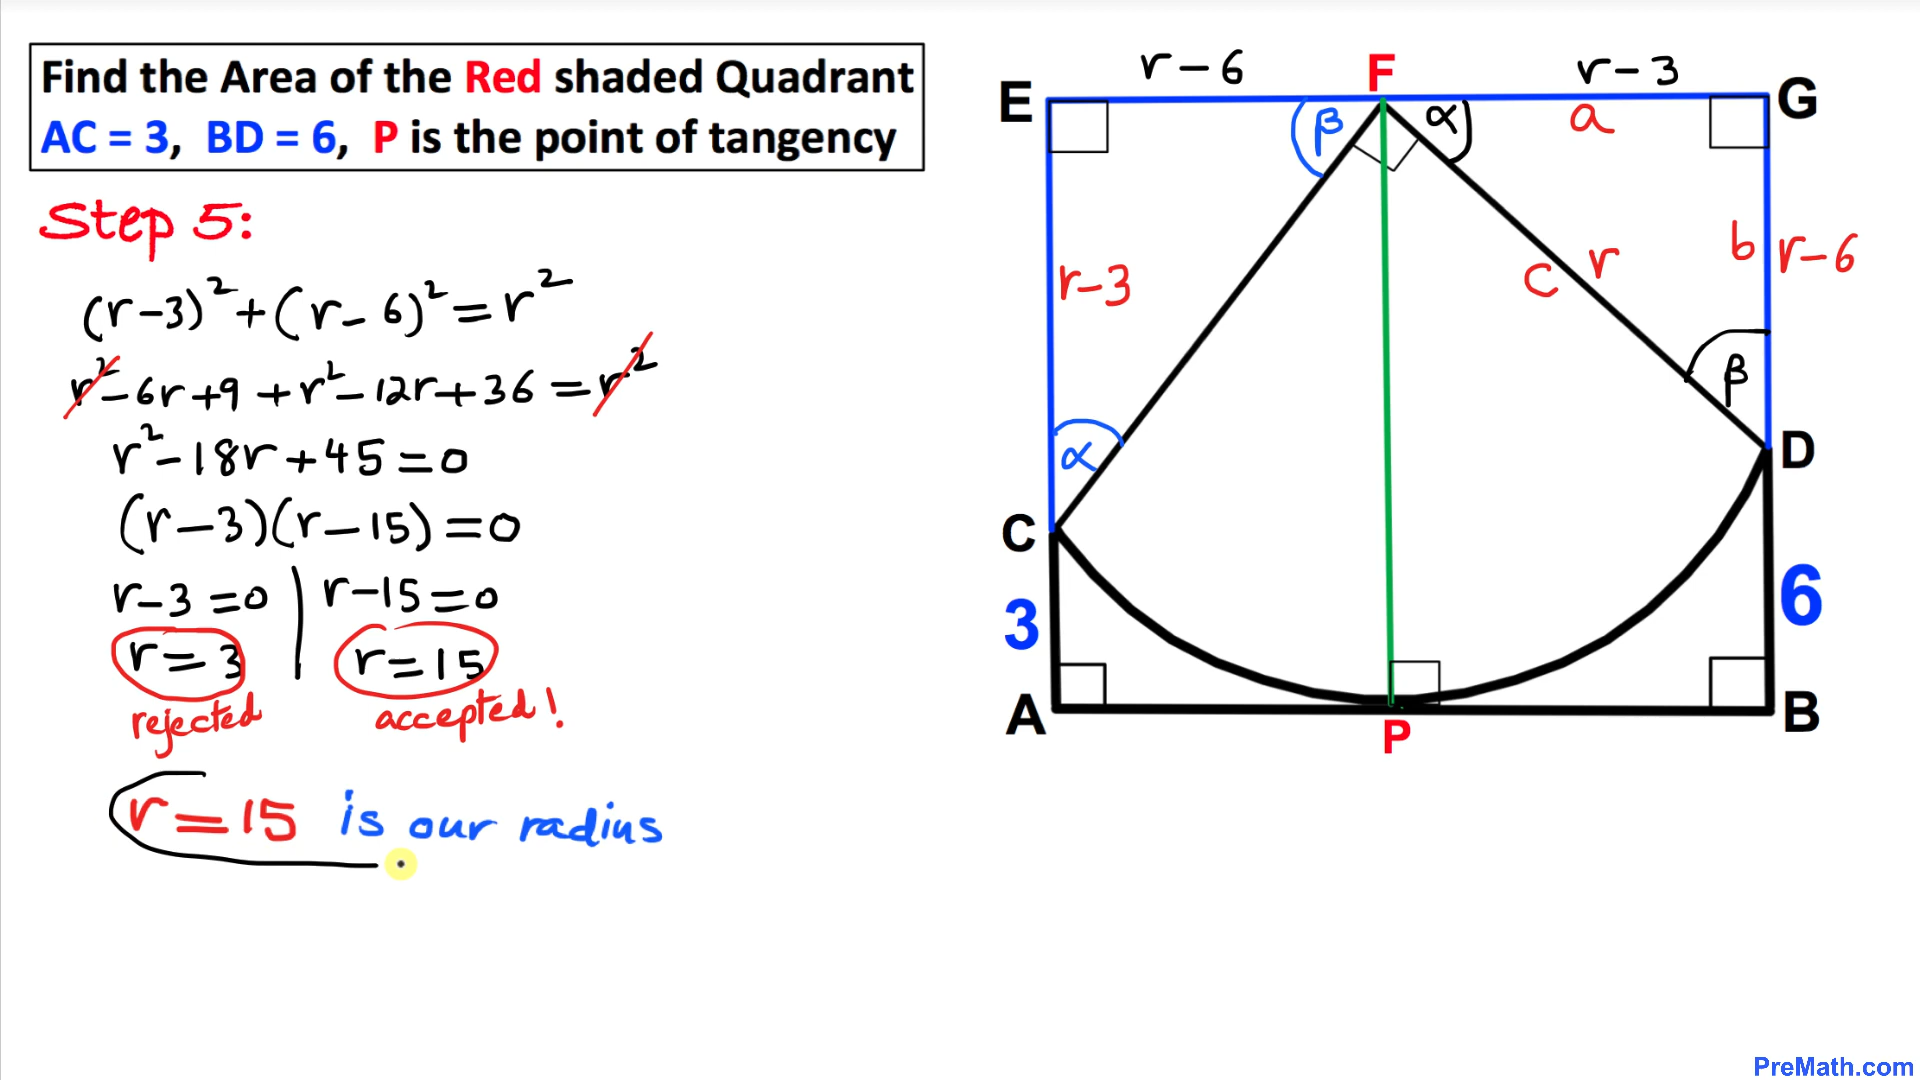 Find the Area of the Red shaded Quadrant
AC = 3, BD = 6, P is the point of tangency
Step 5:
(r-3)² + (r-6)² = r²
r² - 6r + 9 + r² - 12r + 36 = r²
r² - 18r + 45 = 0
(r-3)(r-15) = 0
r-3 = 0 | r-15 = 0
r = 3 r = 15
rejected accepted!
r = 15 is our radius
r-6 F r-3
E β α a G
r-3 c r b r-6
β
α D
C
3 6
A P B
PreMath.com